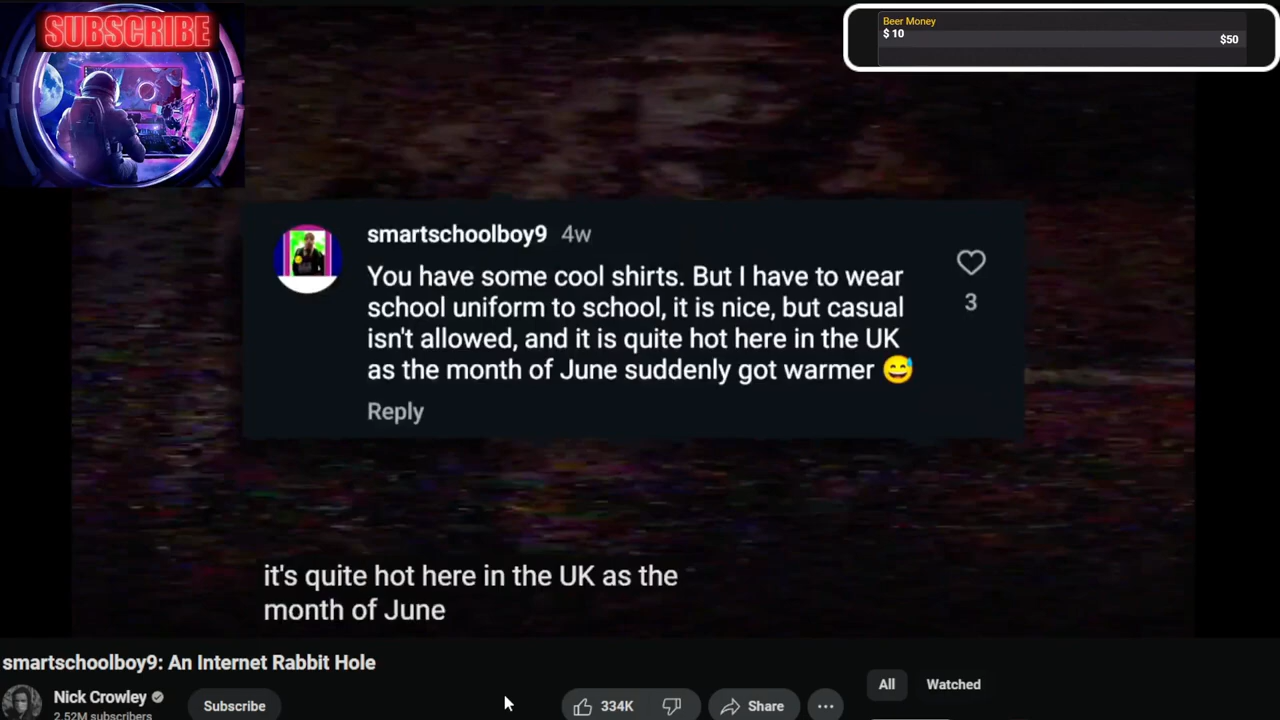 SUBSCRIBE
Beer Money
$ 10
$50
smartschoolboy9 4w
You have some cool shirts. But I have to wear
school uniform to school, it is nice, but casual
isn't allowed, and it is quite hot here in the UK
as the month of June suddenly got warmer 😅
3
Reply
it's quite hot here in the UK as the
month of June
smartschoolboy9: An Internet Rabbit Hole
Nick Crowley
2.52M subscribers
Subscribe
334K
Share
All
Watched